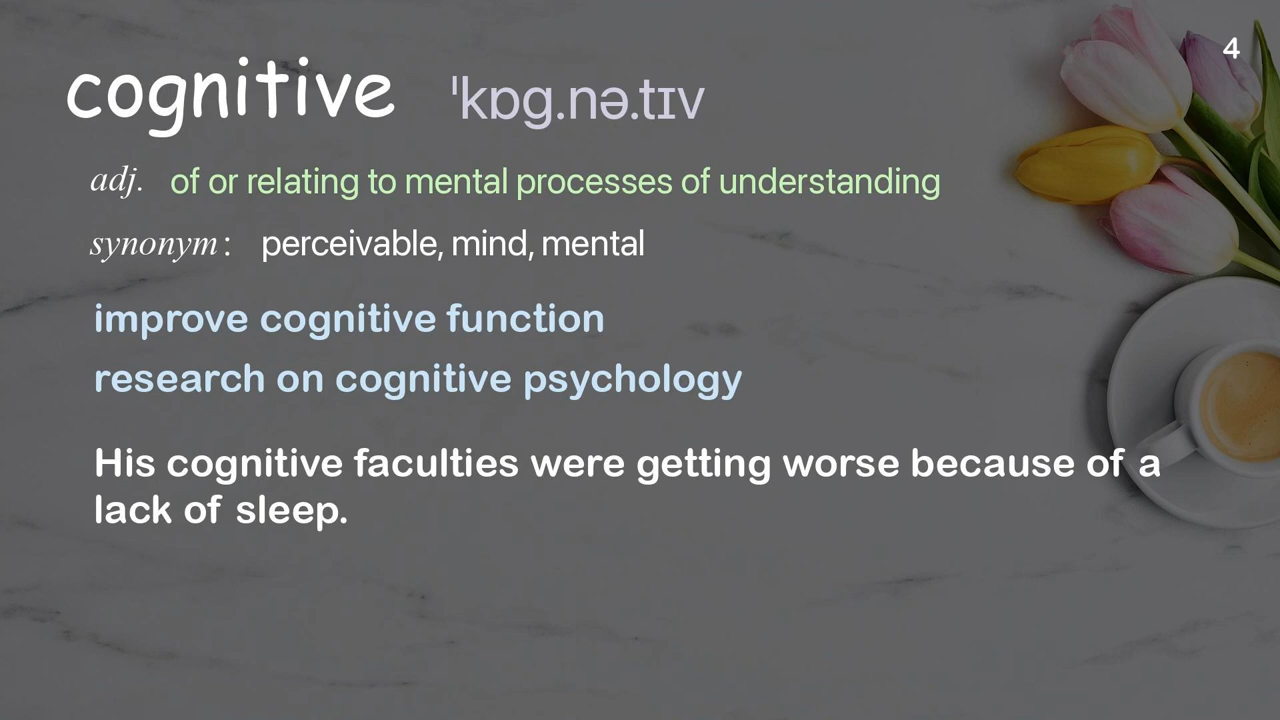 4
cognitive ˈkɒg.nə.tɪv
adj. of or relating to mental processes of understanding
synonym: perceivable, mind, mental
improve cognitive function
research on cognitive psychology
His cognitive faculties were getting worse because of a
lack of sleep.